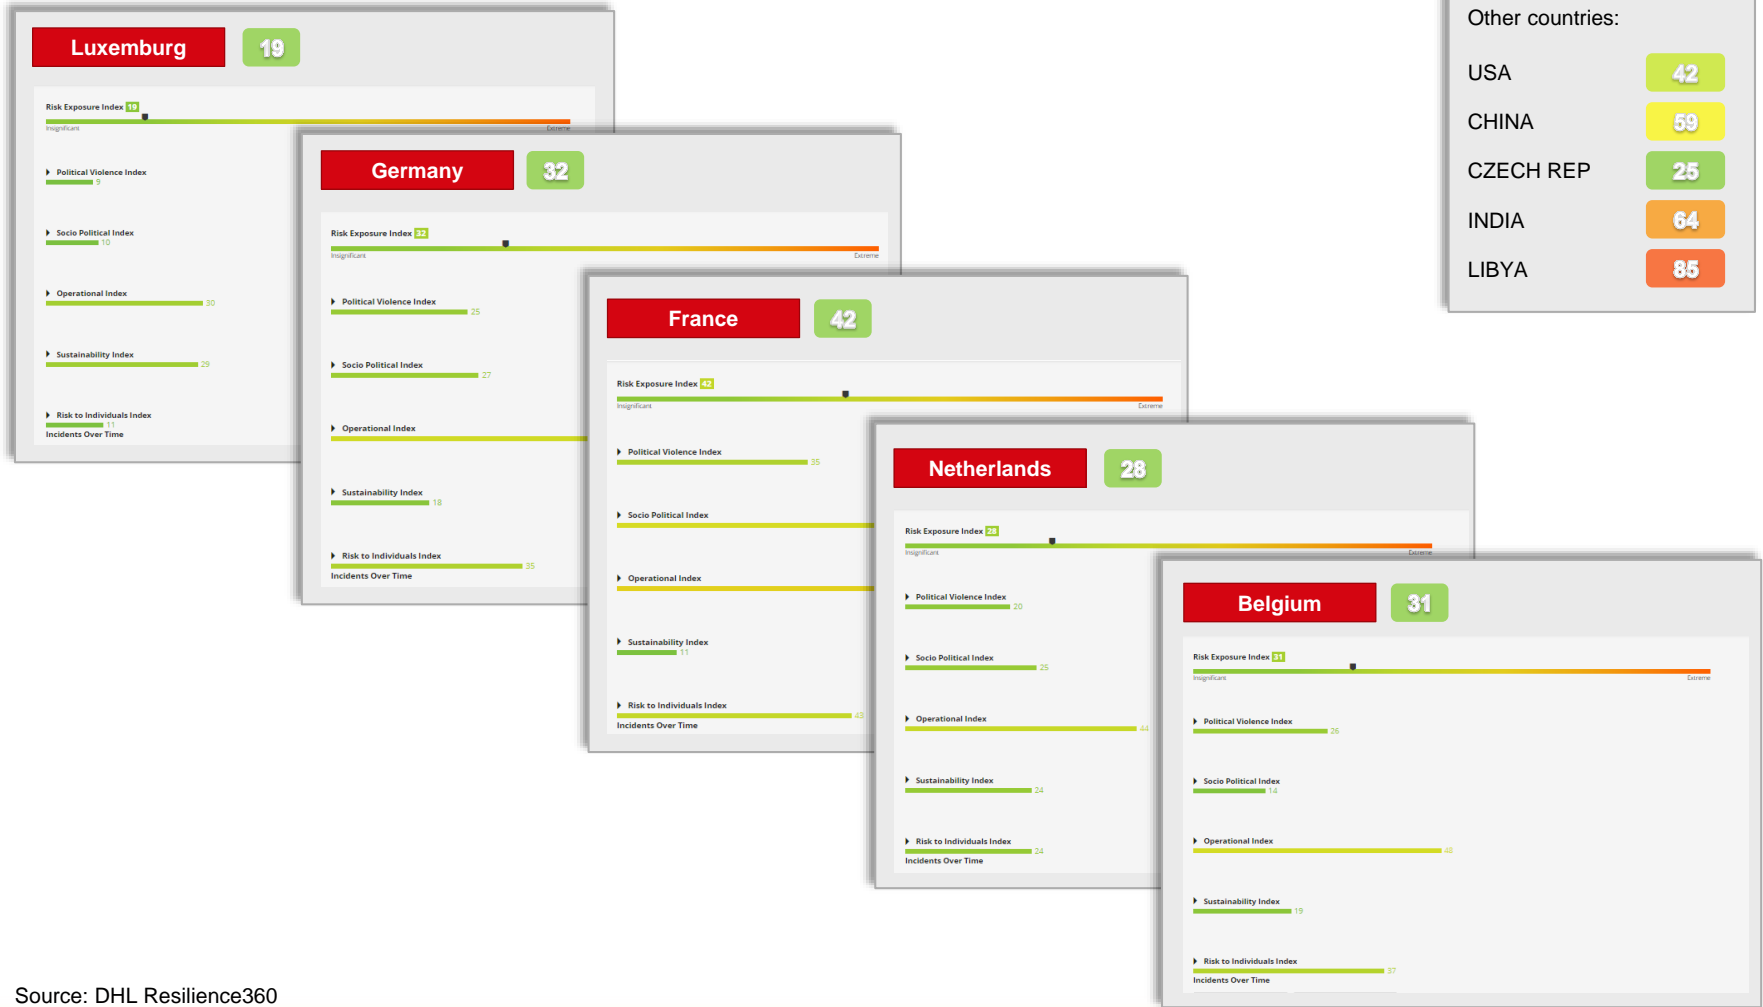 Luxemburg 19
Risk Exposure Index 19
Insignificant Extreme
Political Violence Index
9
Socio Political Index
10
Operational Index
30
Sustainability Index
29
Risk to Individuals Index
11
Incidents Over Time
Germany 32
Risk Exposure Index 32
Insignificant Extreme
Political Violence Index
25
Socio Political Index
27
Operational Index
Sustainability Index
18
Risk to Individuals Index
35
Incidents Over Time
France 42
Risk Exposure Index 42
Insignificant Extreme
Political Violence Index
35
Socio Political Index
Operational Index
Sustainability Index
11
Risk to Individuals Index
43
Incidents Over Time
Netherlands 28
Risk Exposure Index 28
Insignificant Extreme
Political Violence Index
20
Socio Political Index
25
Operational Index
44
Sustainability Index
24
Risk to Individuals Index
24
Incidents Over Time
Belgium 31
Risk Exposure Index 31
Insignificant Extreme
Political Violence Index
26
Socio Political Index
14
Operational Index
48
Sustainability Index
19
Risk to Individuals Index
37
Incidents Over Time
Other countries:
USA 42
CHINA 59
CZECH REP 25
INDIA 64
LIBYA 85
Source: DHL Resilience360